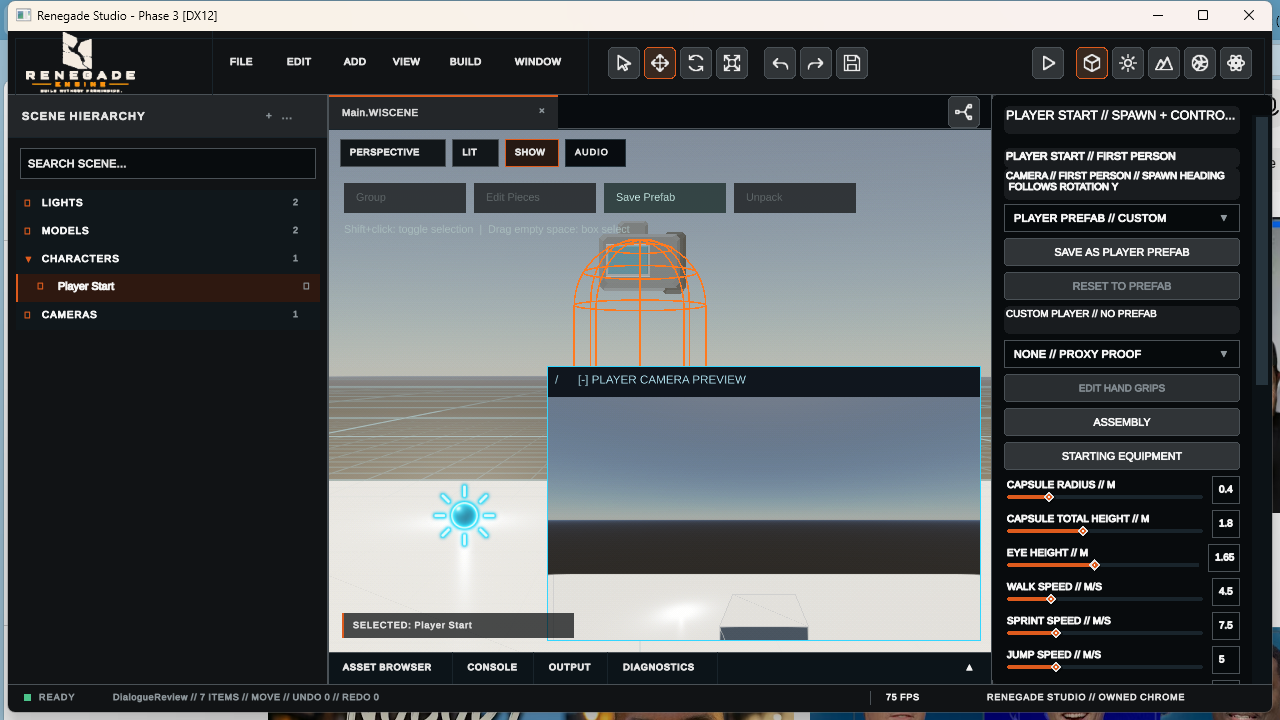 Renegade Studio - Phase 3 [DX12]
RENEGADE
ENGINE
BUILD WITHOUT PERMISSION.
FILE EDIT ADD VIEW BUILD WINDOW
SCENE HIERARCHY + ...
SEARCH SCENE...
LIGHTS 2
MODELS 2
CHARACTERS 1
Player Start
CAMERAS 1
Main.WISCENE ×
PERSPECTIVE LIT SHOW AUDIO
Group Edit Pieces Save Prefab Unpack
Shift+click: toggle selection | Drag empty space: box select
/ [-] PLAYER CAMERA PREVIEW
SELECTED: Player Start
ASSET BROWSER CONSOLE OUTPUT DIAGNOSTICS
PLAYER START // SPAWN + CONTRO...
PLAYER START // FIRST PERSON
CAMERA // FIRST PERSON // SPAWN HEADING
FOLLOWS ROTATION Y
PLAYER PREFAB // CUSTOM
SAVE AS PLAYER PREFAB
RESET TO PREFAB
CUSTOM PLAYER // NO PREFAB
NONE // PROXY PROOF
EDIT HAND GRIPS
ASSEMBLY
STARTING EQUIPMENT
CAPSULE RADIUS // M 0.4
CAPSULE TOTAL HEIGHT // M 1.8
EYE HEIGHT // M 1.65
WALK SPEED // M/S 4.5
SPRINT SPEED // M/S 7.5
JUMP SPEED // M/S 5
READY DialogueReview // 7 ITEMS // MOVE // UNDO 0 // REDO 0 75 FPS RENEGADE STUDIO // OWNED CHROME